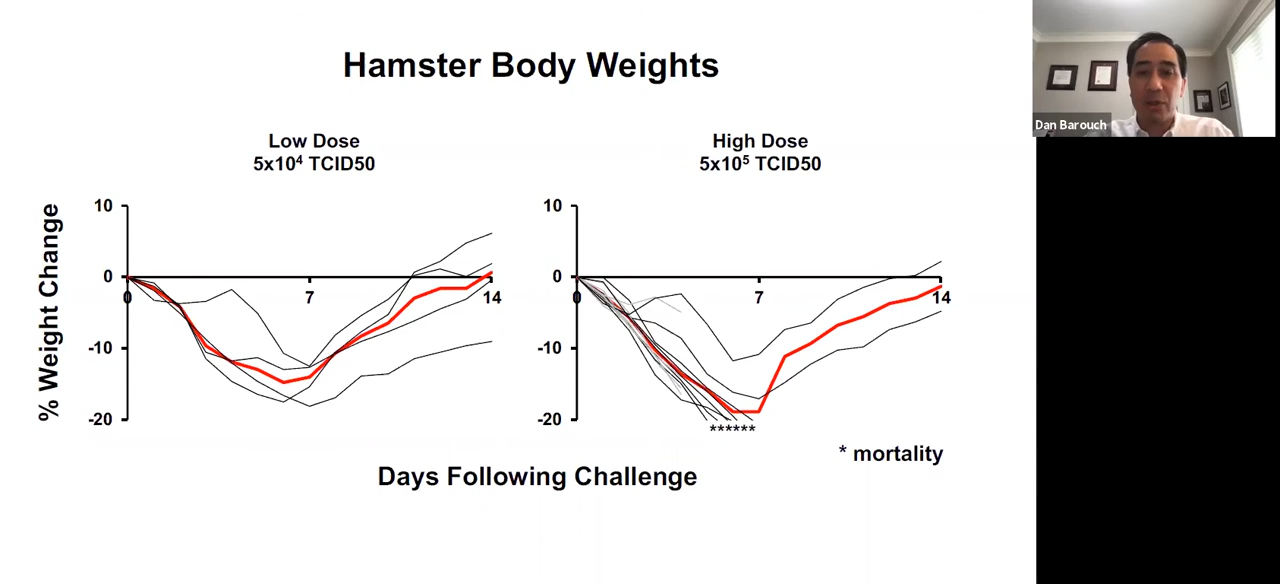 Hamster Body Weights
Dan Barouch
Low Dose
5x10⁴ TCID50
High Dose
5x10⁵ TCID50
% Weight Change
10
0
-10
-20
0
7
14
10
0
-10
-20
0
7
14
******
* mortality
Days Following Challenge